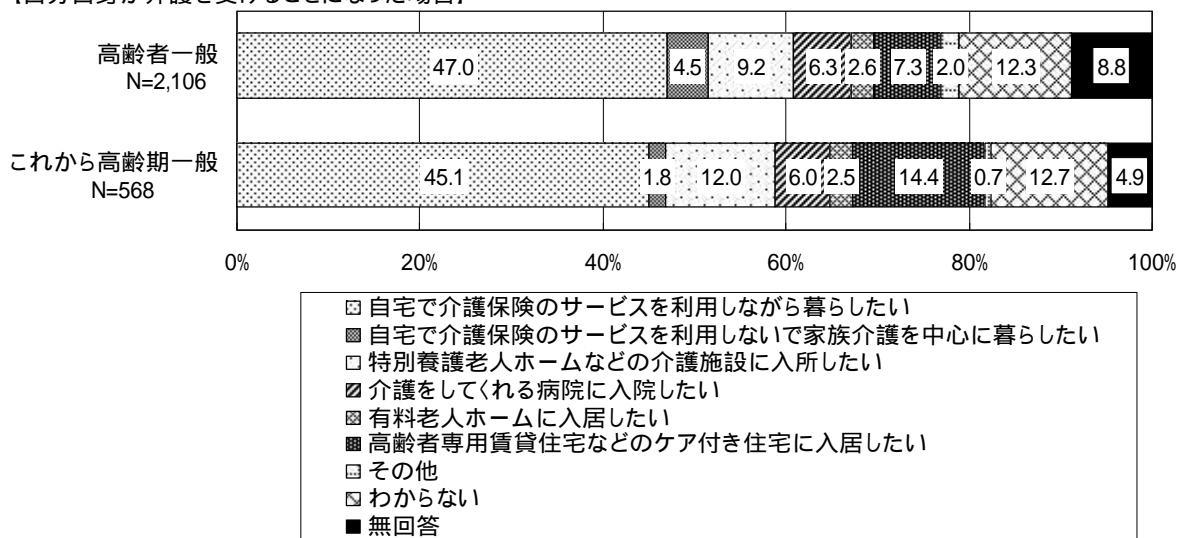 【自分自身が介護を受けることになった場合】
高齢者一般
N=2,106
47.0 4.5 9.2 6.3 2.6 7.3 2.0 12.3 8.8
これから高齢期一般
N=568
45.1 1.8 12.0 6.0 2.5 14.4 0.7 12.7 4.9
0% 20% 40% 60% 80% 100%
自宅で介護保険のサービスを利用しながら暮らしたい
自宅で介護保険のサービスを利用しないで家族介護を中心に暮らしたい
特別養護老人ホームなどの介護施設に入所したい
介護をしてくれる病院に入院したい
有料老人ホームに入居したい
高齢者専用賃貸住宅などのケア付き住宅に入居したい
その他
わからない
無回答